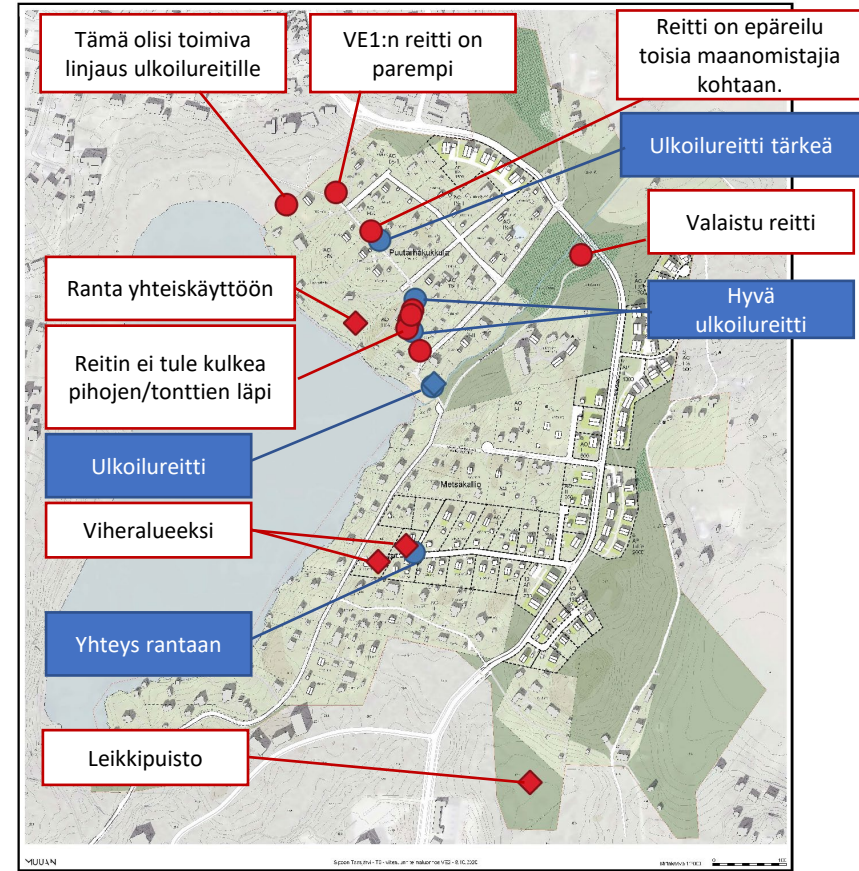 Tämä olisi toimiva
linjaus ulkoilureitille
VE1:n reitti on
parempi
Reitti on epäreilu
toisia maanomistajia
kohtaan.
Ulkoilureitti tärkeä
Valaistu reitti
Puutarhakukkula
Ranta yhteiskäyttöön
Hyvä
ulkoilureitti
Reitin ei tule kulkea
pihojen/tonttien läpi
Ulkoilureitti
Metsäkallio
Viheralueeksi
Yhteys rantaan
Leikkipuisto
MUUAN